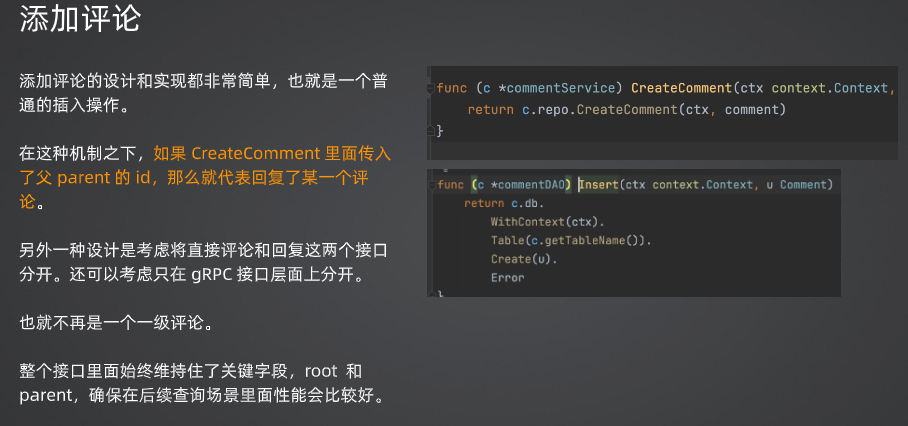 添加评论
添加评论的设计和实现都非常简单，也就是一个普
通的插入操作。
在这种机制之下，如果 CreateComment 里面传入
了父 parent 的 id，那么就代表回复了某一个评
论。
另外一种设计是考虑将直接评论和回复这两个接口
分开。还可以考虑只在 gRPC 接口层面上分开。
也就不再是一个一级评论。
整个接口里面始终维持住了关键字段，root 和
parent，确保在后续查询场景里面性能会比较好。
func (c *commentService) CreateComment(ctx context.Context,
return c.repo.CreateComment(ctx, comment)
}
func (c *commentDAO) Insert(ctx context.Context, u Comment)
return c.db.
WithContext(ctx).
Table(c.getTableName()).
Create(u).
Error
}